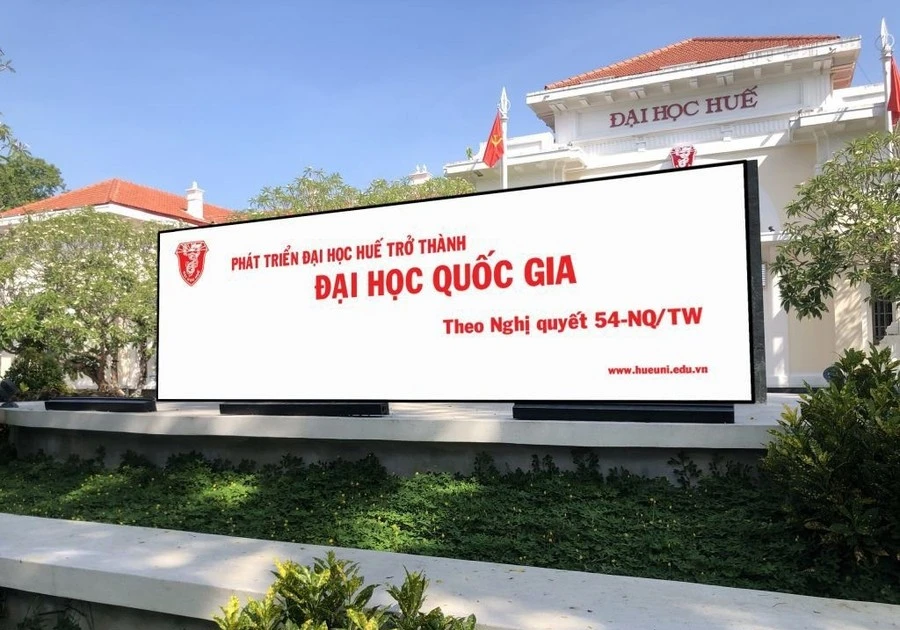 ĐẠI HỌC HUẾ
PHÁT TRIỂN ĐẠI HỌC HUẾ TRỞ THÀNH
ĐẠI HỌC QUỐC GIA
Theo Nghị quyết 54-NQ/TW
www.hueuni.edu.vn